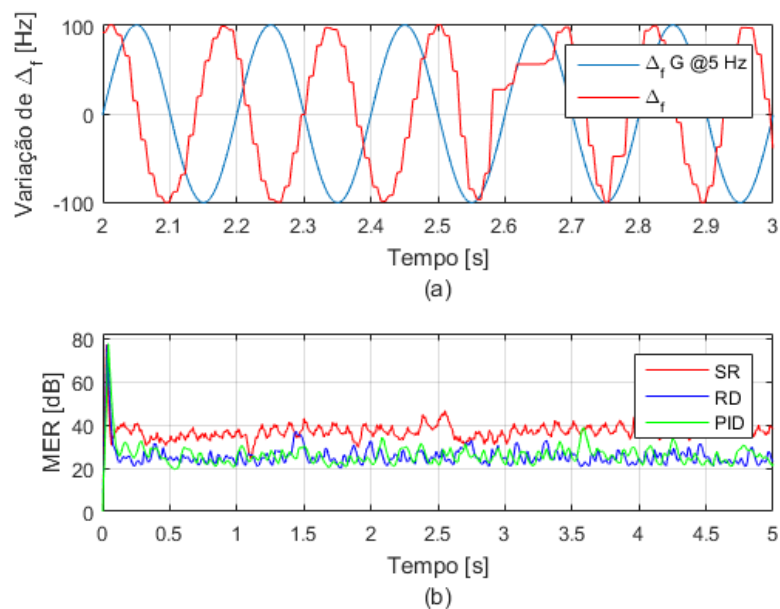 Variação de Δf [Hz]
100
0
-100
Δf G @5 Hz
Δf
2 2.1 2.2 2.3 2.4 2.5 2.6 2.7 2.8 2.9 3
Tempo [s]
(a)
MER [dB]
80
60
40
20
0
SR
RD
PID
0 0.5 1 1.5 2 2.5 3 3.5 4 4.5 5
Tempo [s]
(b)